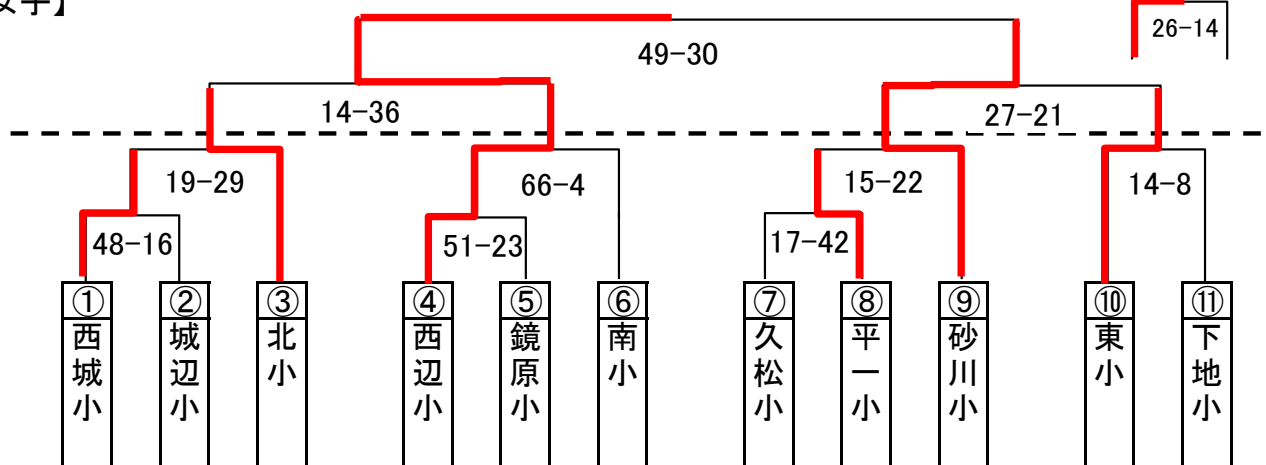 女子】
26-14
49-30
14-36
27-21
19-29
66-4
15-22
14-8
48-16
51-23
17-42
①
西城小
②
城辺小
③
北小
④
西辺小
⑤
鏡原小
⑥
南小
⑦
久松小
⑧
平一小
⑨
砂川小
⑩
東小
⑪
下地小